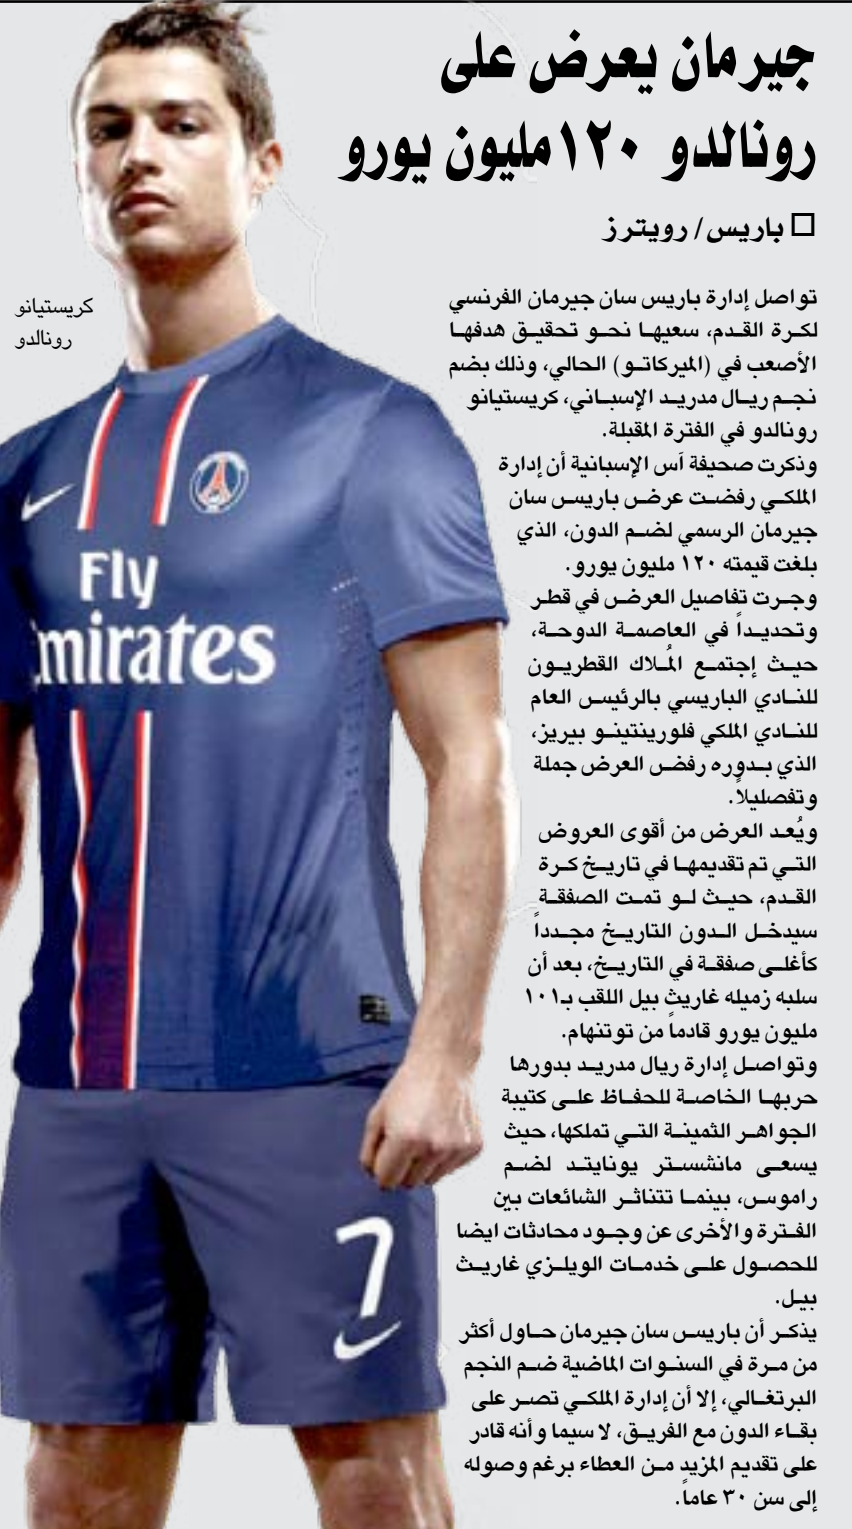 جيرمان يعرض على
رونالدو ١٢٠مليون يورو
□ باريس/ رويترز
تواصل إدارة باريس سان جيرمان الفرنسي
لكرة القدم، سعيها نحو تحقيق هدفها
الأصعب في (الميركاتو) الحالي، وذلك بضم
نجم ريال مدريد الإسباني، كريستيانو
رونالدو في الفترة المقبلة.
وذكرت صحيفة آس الإسبانية أن إدارة
الملكي رفضت عرض باريس سان
جيرمان الرسمي لضم الدون، الذي
بلغت قيمته ١٢٠ مليون يورو.
وجرت تفاصيل العرض في قطر
وتحديداً في العاصمة الدوحة،
حيث إجتمع المُلاك القطريون
للنادي الباريسي بالرئيس العام
للنادي الملكي فلورينتينو بيريز،
الذي بدوره رفض العرض جملة
وتفصليلاً.
ويُعد العرض من أقوى العروض
التي تم تقديمها في تاريخ كرة
القدم، حيث لو تمت الصفقة
سيدخل الدون التاريخ مجدداً
كأغلى صفقة في التاريخ، بعد أن
سلبه زميله غاريث بيل اللقب بـ١٠١
مليون يورو قادماً من توتنهام.
وتواصل إدارة ريال مدريد بدورها
حربها الخاصة للحفاظ على كتيبة
الجواهر الثمينة التي تملكها، حيث
يسعى مانشستر يونايتد لضم
راموس، بينما تتناثر الشائعات بين
الفترة والأخرى عن وجود محادثات ايضا
للحصول على خدمات الويلزي غاريث
بيل.
يذكر أن باريس سان جيرمان حاول أكثر
من مرة في السنوات الماضية ضم النجم
البرتغالي، إلا أن إدارة الملكي تصر على
بقاء الدون مع الفريق، لا سيما وأنه قادر
على تقديم المزيد من العطاء برغم وصوله
إلى سن ٣٠ عاماً.
كريستيانو
رونالدو
Fly
Emirates
7